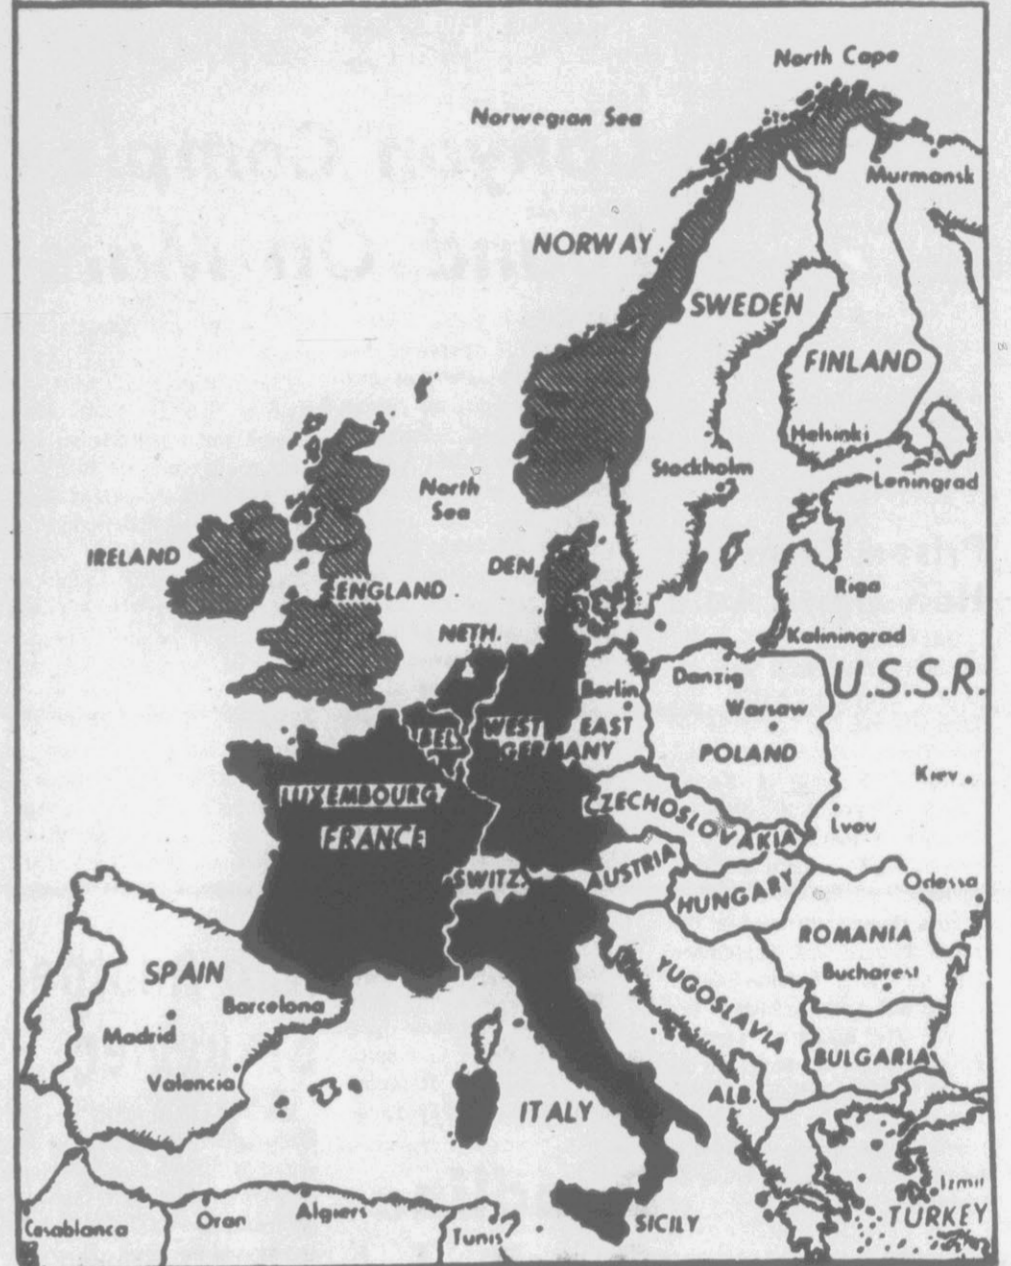 North Cape
Norwegian Sea
Murmansk
NORWAY
SWEDEN
FINLAND
Helsinki
Stockholm
Leningrad
North
Sea
IRELAND
DEN.
ENGLAND
Riga
NETH.
Kaliningrad
U.S.S.R.
Berlin
Danzig
Warsaw
BEL.
WEST
EAST
GERMANY
POLAND
Kiev
LUXEMBOURG
CZECHOSLOVAKIA
Lvov
FRANCE
SWITZ.
AUSTRIA
HUNGARY
Odessa
ROMANIA
SPAIN
YUGOSLAVIA
Bucharest
Barcelona
Madrid
BULGARIA
Valencia
ALB.
ITALY
Izmir
Casablanca
Oran
Algiers
Tunis
SICILY
TURKEY